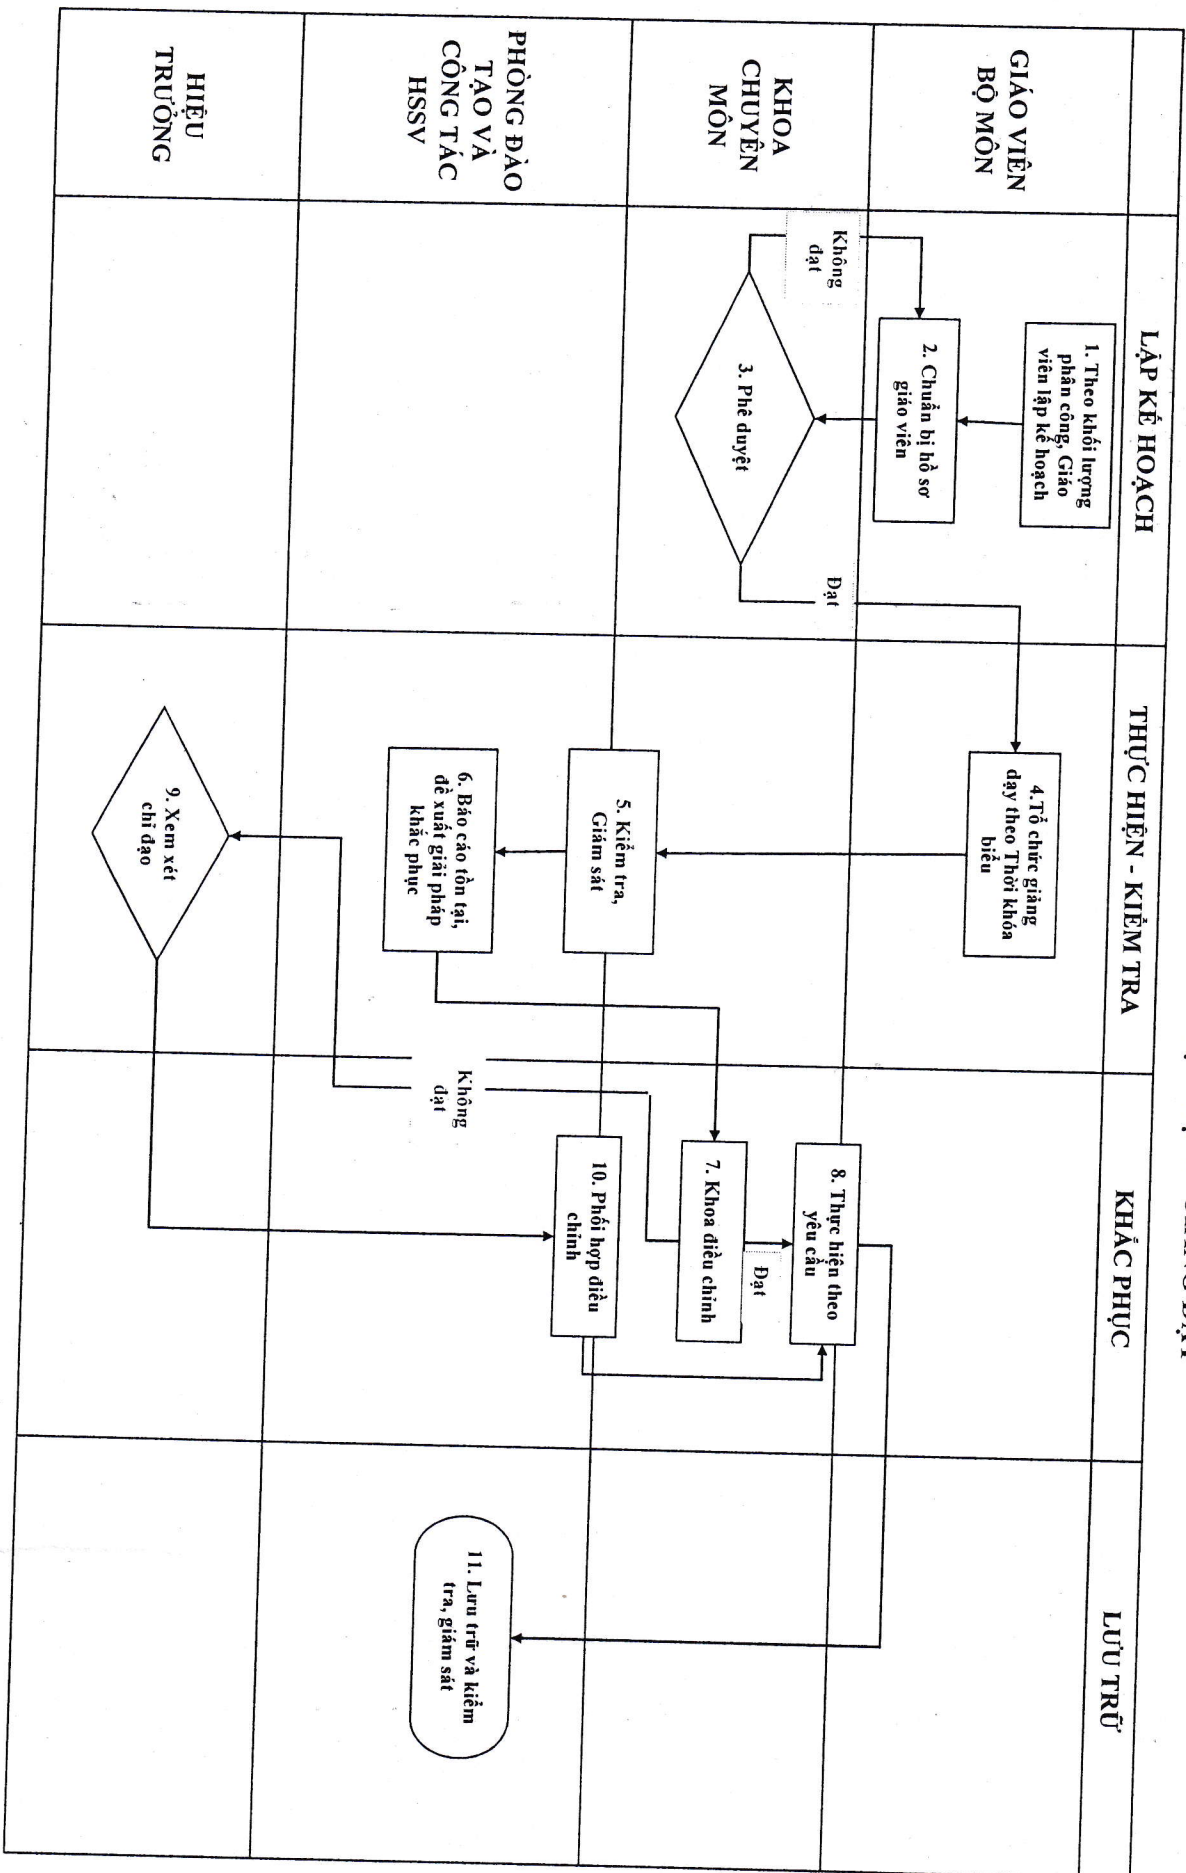 LẬP KẾ HOẠCH
THỰC HIỆN - KIỂM TRA
KHẮC PHỤC
LƯU TRỮ
GIÁO VIÊN
BỘ MÔN
1. Theo khối lượng
phân công, Giáo
viên lập kế hoạch
2. Chuẩn bị hồ sơ
giáo viên
4.Tổ chức giảng
dạy theo Thời khóa
biểu
8. Thực hiện theo
yêu cầu
KHOA
CHUYÊN
MÔN
Không
đạt
3. Phê duyệt
Đạt
5. Kiểm tra,
Giám sát
7. Khoa điều chỉnh
Đạt
10. Phối hợp điều
chỉnh
PHÒNG ĐÀO
TẠO VÀ
CÔNG TÁC
HSSV
6. Báo cáo tồn tại,
đề xuất giải pháp
khắc phục
Không
đạt
11. Lưu trữ và kiểm
tra, giám sát
HIỆU
TRƯỞNG
9. Xem xét
chỉ đạo